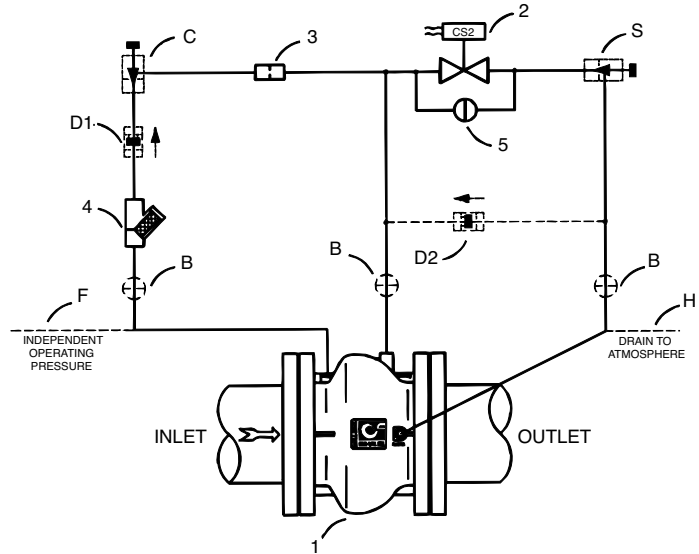 C
3
CS2
2
S
D1
5
4
D2
B
B
B
F
H
INDEPENDENT
OPERATING
PRESSURE
DRAIN TO
ATMOSPHERE
INLET
OUTLET
1